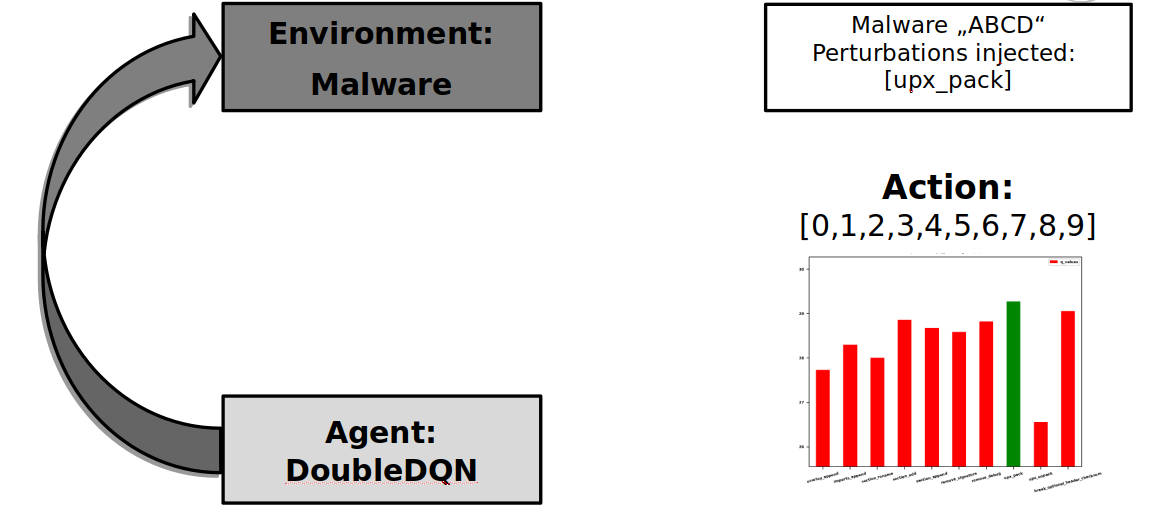 Environment:
Malware
Malware „ABCD“
Perturbations injected:
[upx_pack]
Action:
[0,1,2,3,4,5,6,7,8,9]
q_values
30
29
28
27
26
overlay_append
imports_append
section_rename
section_add
section_append
remove_signature
remove_debug
upx_pack
upx_unpack
break_optional_header_checksum
Agent:
DoubleDQN